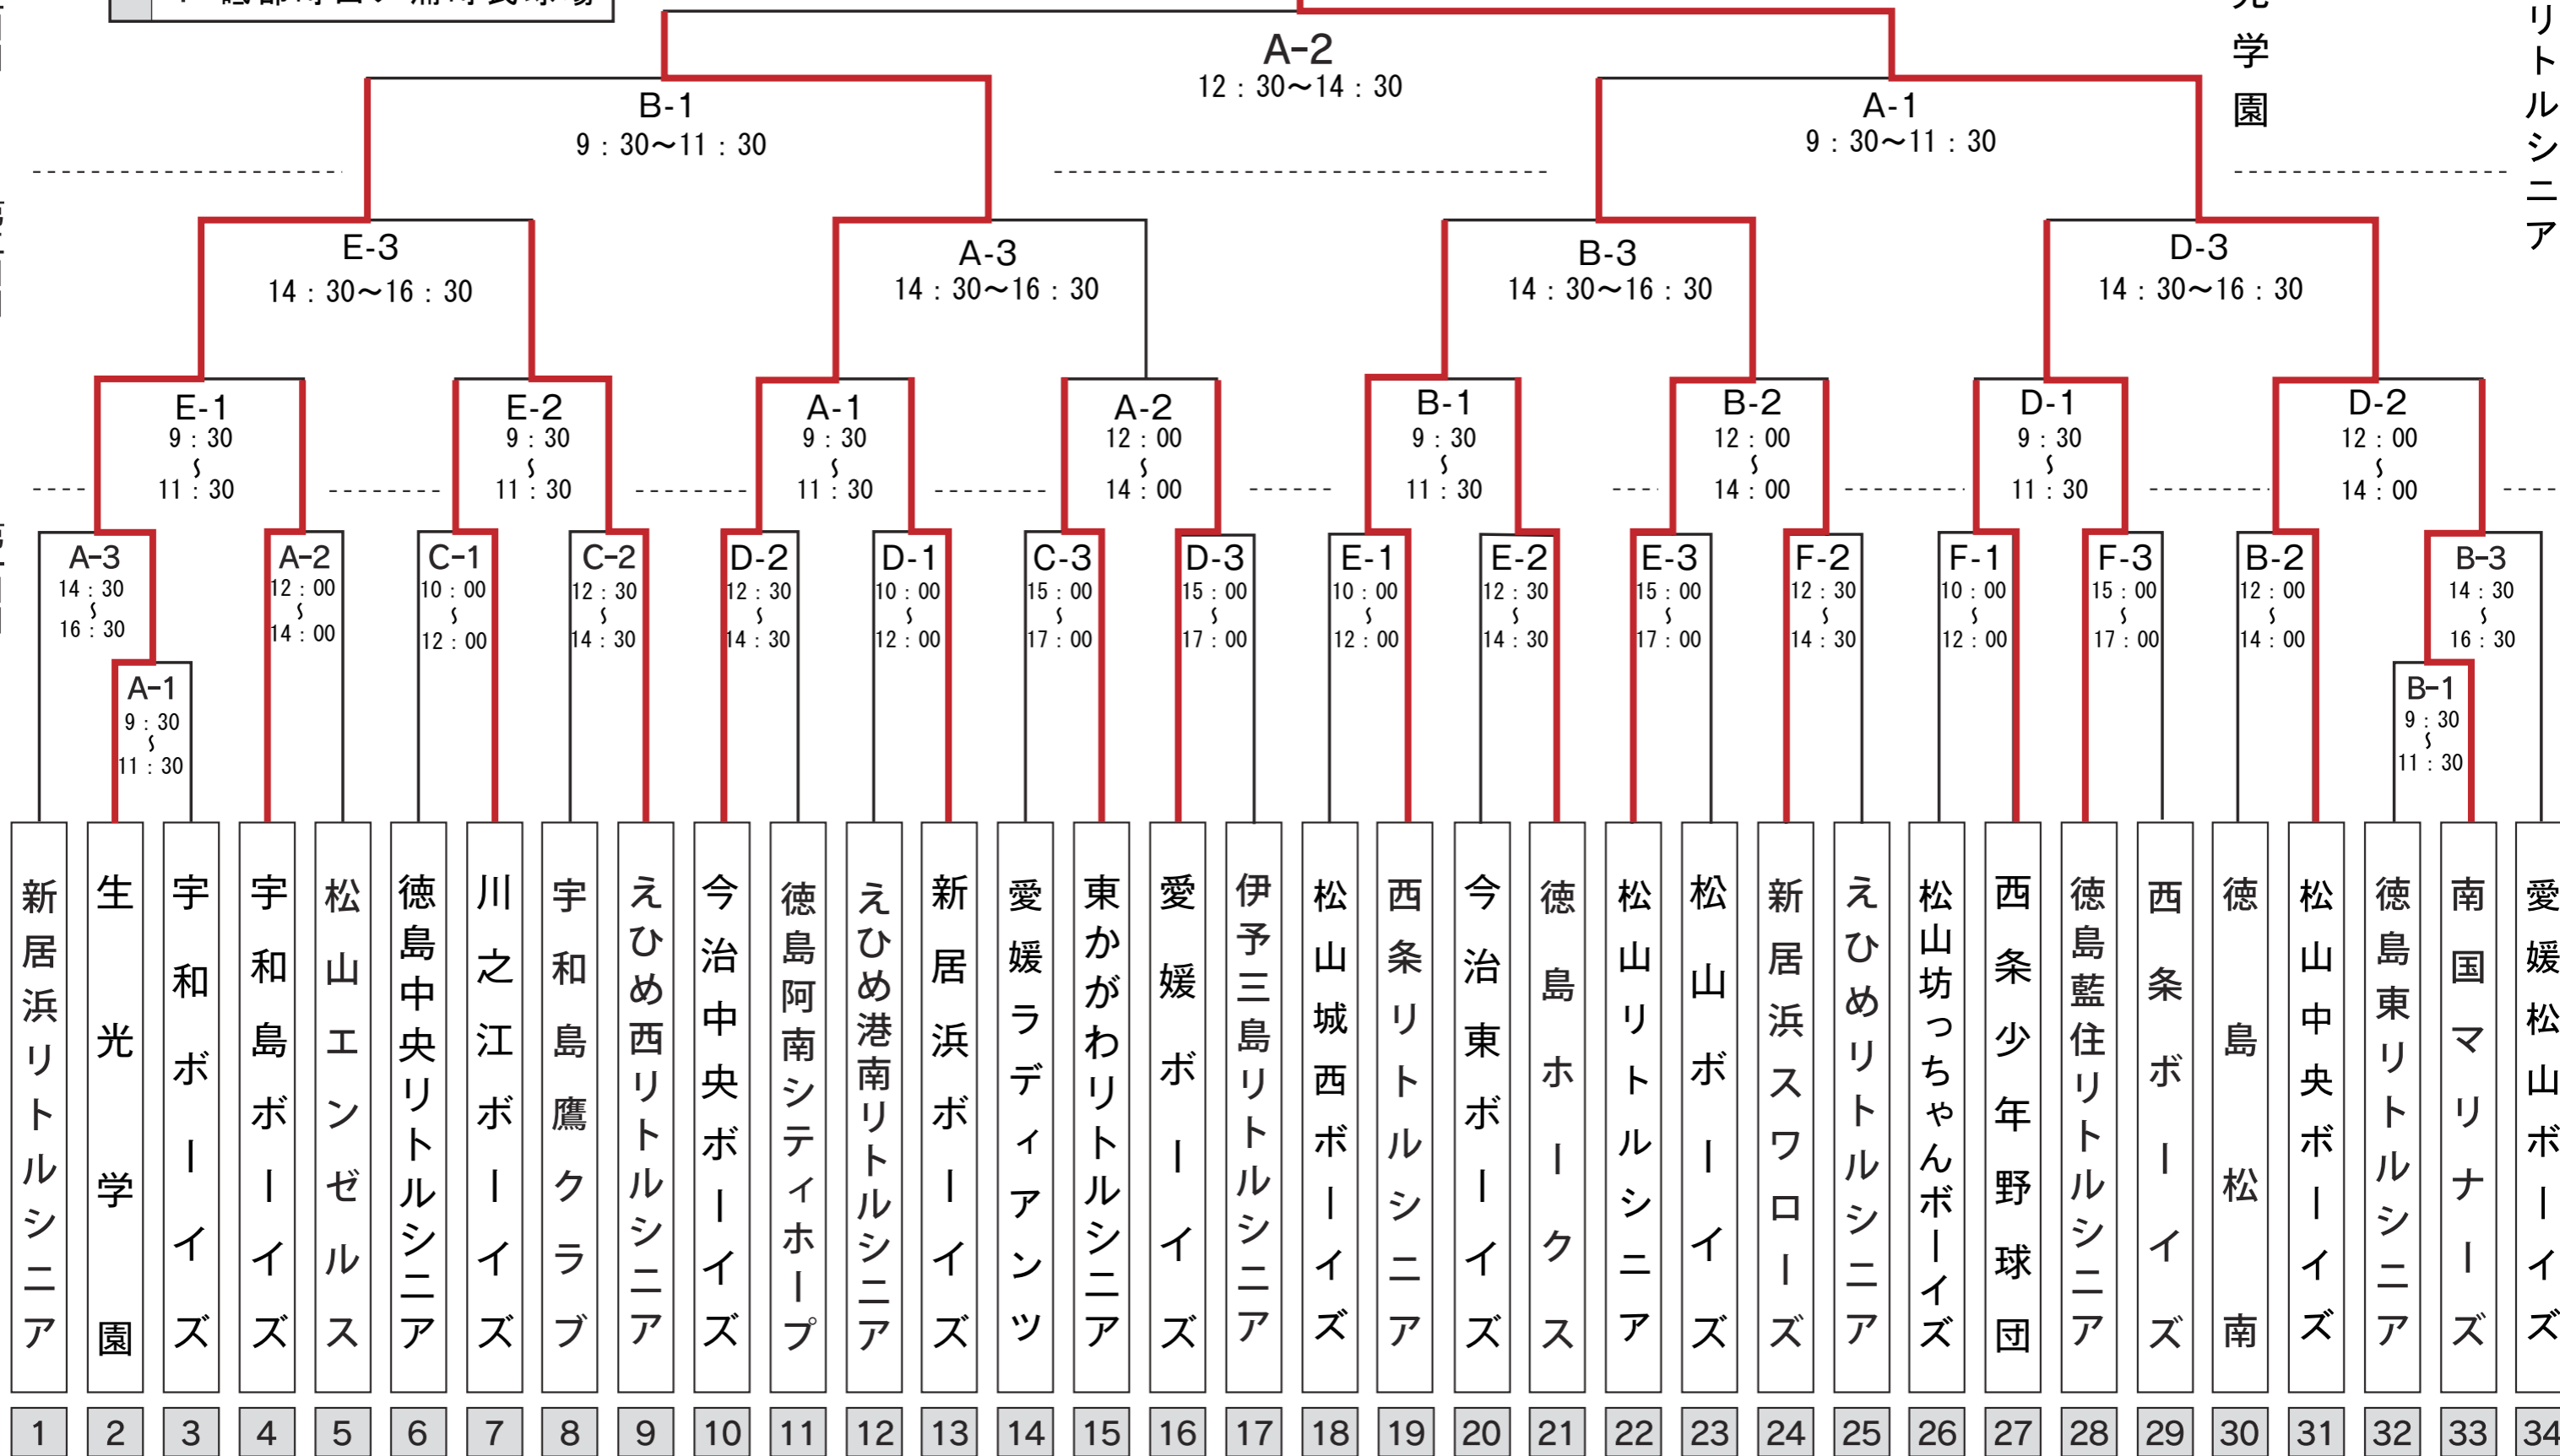 学園
リトルシニア
A-2
12：30～14：30
B-1
9：30～11：30
A-1
9：30～11：30
E-3
14：30～16：30
A-3
14：30～16：30
B-3
14：30～16：30
D-3
14：30～16：30
E-1
9：30
～
11：30
E-2
9：30
～
11：30
A-1
9：30
～
11：30
A-2
12：00
～
14：00
B-1
9：30
～
11：30
B-2
12：00
～
14：00
D-1
9：30
～
11：30
D-2
12：00
～
14：00
A-3
14：30
～
16：30
A-2
12：00
～
14：00
C-1
10：00
～
12：00
C-2
12：30
～
14：30
D-2
12：30
～
14：30
D-1
10：00
～
12：00
C-3
15：00
～
17：00
D-3
15：00
～
17：00
E-1
10：00
～
12：00
E-2
12：30
～
14：30
E-3
15：00
～
17：00
F-2
12：30
～
14：30
F-1
10：00
～
12：00
F-3
15：00
～
17：00
B-2
12：00
～
14：00
B-3
14：30
～
16：30
A-1
9：30
～
11：30
B-1
9：30
～
11：30
新居浜リトルシニア
生光学園
宇和ボーイズ
宇和島ボーイズ
松山エンゼルス
徳島中央リトルシニア
川之江ボーイズ
宇和島鷹クラブ
えひめ西リトルシニア
今治中央ボーイズ
徳島阿南シティホープ
えひめ港南リトルシニア
新居浜ボーイズ
愛媛ラディアンツ
東かがわリトルシニア
愛媛ボーイズ
伊予三島リトルシニア
松山城西ボーイズ
西条リトルシニア
今治東ボーイズ
徳島ホークス
松山リトルシニア
松山ボーイズ
新居浜スワローズ
えひめリトルシニア
松山坊っちゃんボーイズ
西条少年野球団
徳島藍住リトルシニア
西条ボーイズ
徳島松南
松山中央ボーイズ
徳島東リトルシニア
南国マリナーズ
愛媛松山ボーイズ
1 2 3 4 5 6 7 8 9 10 11 12 13 14 15 16 17 18 19 20 21 22 23 24 25 26 27 28 29 30 31 32 33 34